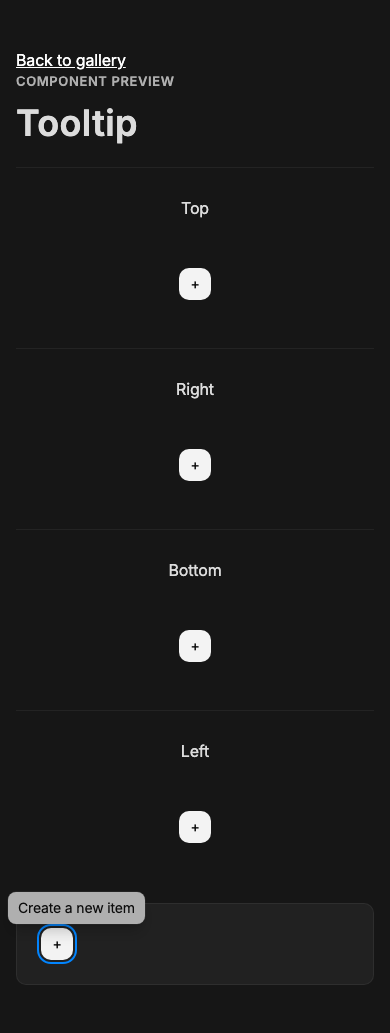 Back to gallery
COMPONENT PREVIEW
Tooltip
Top
+
Right
+
Bottom
+
Left
+
Create a new item
+